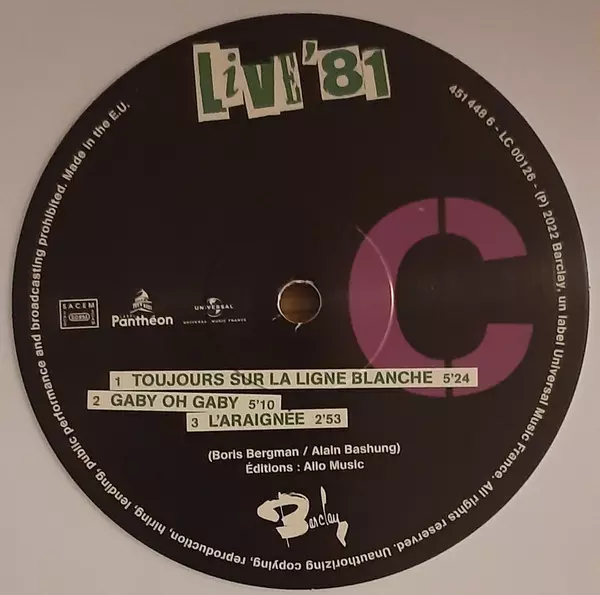 LiVE'81
451 448 6 - LC 00126 - (P) 2022 Barclay, un label Universal Music France. All rights reserved. Unauthorizing copying, reproduction, hiring, lending, public performance and broadcasting prohibited. Made in the E.U.
C
SACEM
Panthéon
UNIVERSAL
UNIVERSAL MUSIC FRANCE
1 TOUJOURS SUR LA LIGNE BLANCHE 5'24
2 GABY OH GABY 5'10
3 L'ARAIGNÉE 2'53
(Boris Bergman / Alain Bashung)
Éditions : Allo Music
Barclay